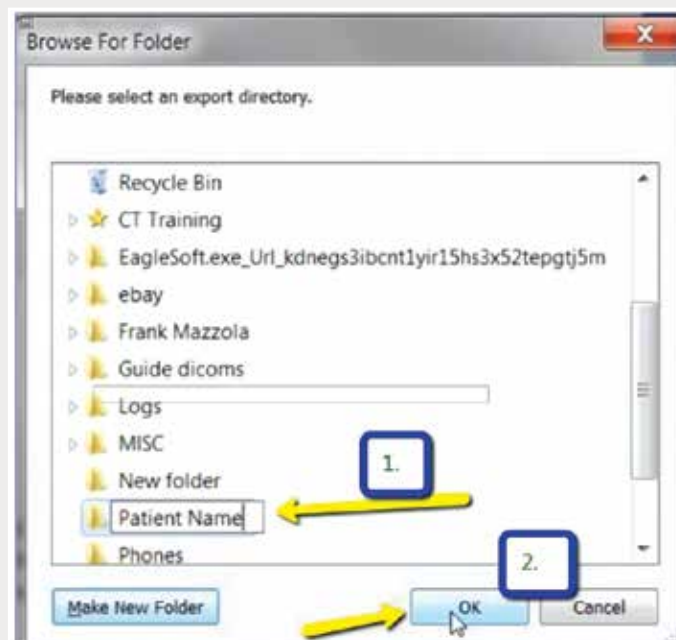 Browse For Folder
X
Please select an export directory.
Recycle Bin
CT Training
EagleSoft.exe_Url_kdnegs3ibcnt1yir15hs3x52tepgtj5m
ebay
Frank Mazzola
Guide dicoms
Logs
MISC
1.
New folder
Patient Name
2.
Phones
Make New Folder
OK
Cancel